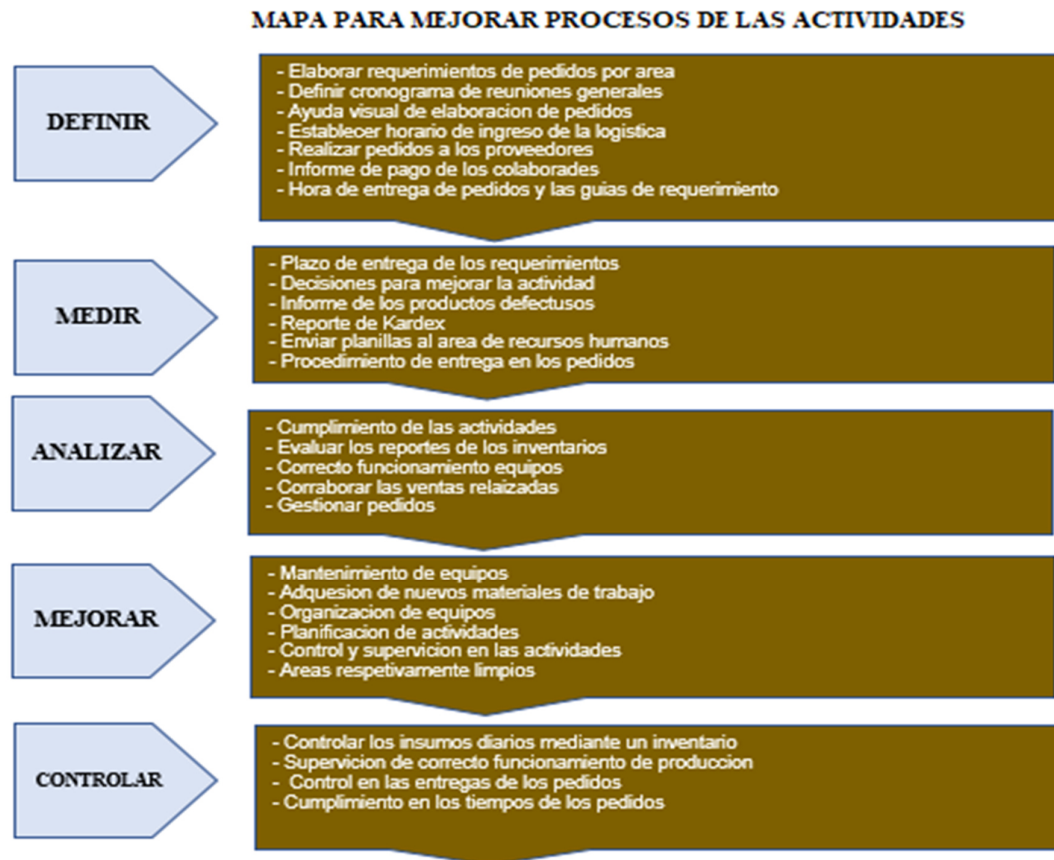 MAPA PARA MEJORAR PROCESOS DE LAS ACTIVIDADES
DEFINIR
- Elaborar requerimientos de pedidos por area
- Definir cronograma de reuniones generales
- Ayuda visual de elaboracion de pedidos
- Establecer horario de ingreso de la logistica
- Realizar pedidos a los proveedores
- Informe de pago de los colaborades
- Hora de entrega de pedidos y las guias de requerimiento
MEDIR
- Plazo de entrega de los requerimientos
- Decisiones para mejorar la actividad
- Informe de los productos defectusos
- Reporte de Kardex
- Enviar planillas al area de recursos humanos
- Procedimiento de entrega en los pedidos
ANALIZAR
- Cumplimiento de las actividades
- Evaluar los reportes de los inventarios
- Correcto funcionamiento equipos
- Corraborar las ventas relaizadas
- Gestionar pedidos
MEJORAR
- Mantenimiento de equipos
- Adquesion de nuevos materiales de trabajo
- Organizacion de equipos
- Planificacion de actividades
- Control y supervicion en las actividades
- Areas respetivamente limpios
CONTROLAR
- Controlar los insumos diarios mediante un inventario
- Supervicion de correcto funcionamiento de produccion
- Control en las entregas de los pedidos
- Cumplimiento en los tiempos de los pedidos